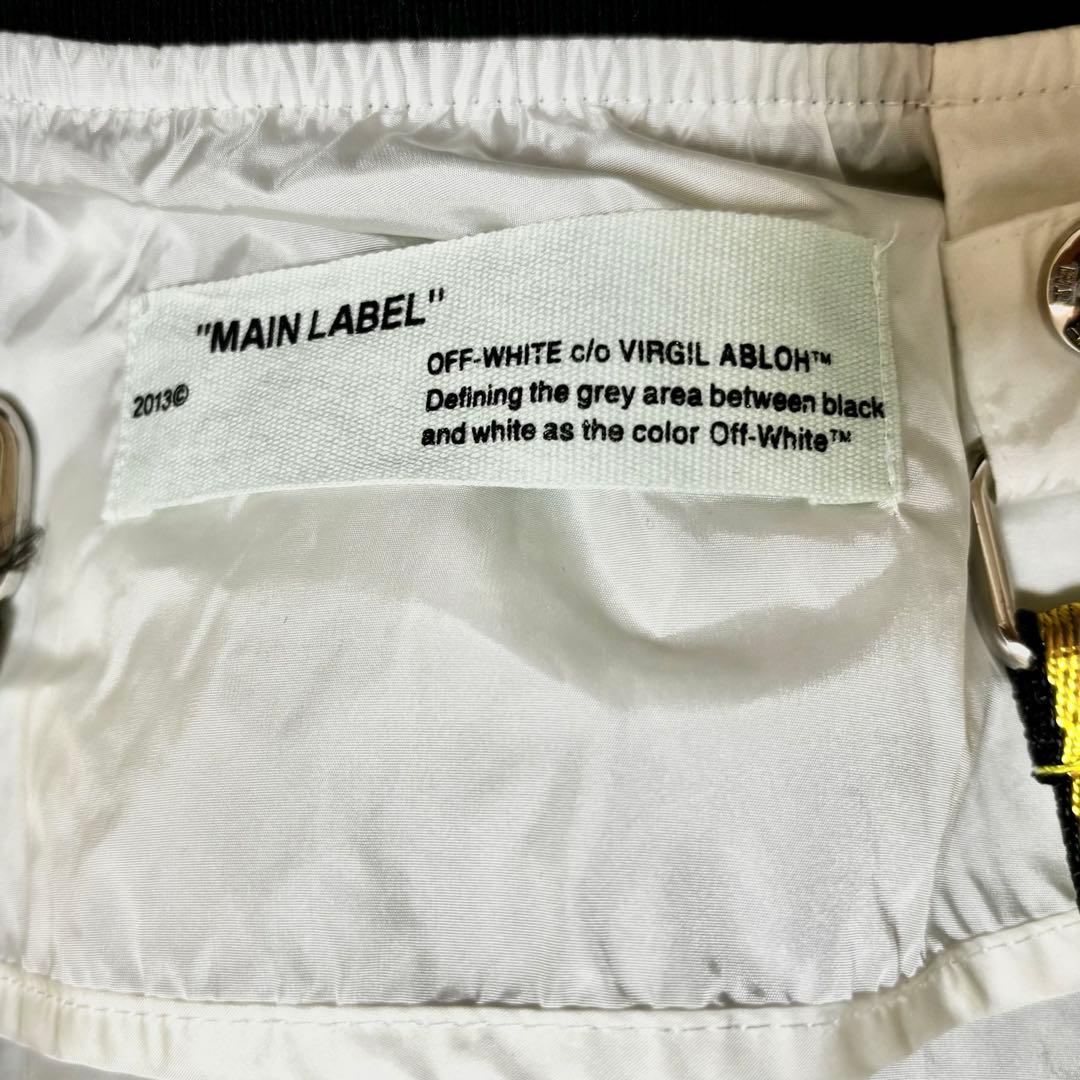 "MAIN LABEL"
2013©
OFF-WHITE c/o VIRGIL ABLOH™
Defining the grey area between black
and white as the color Off-White™